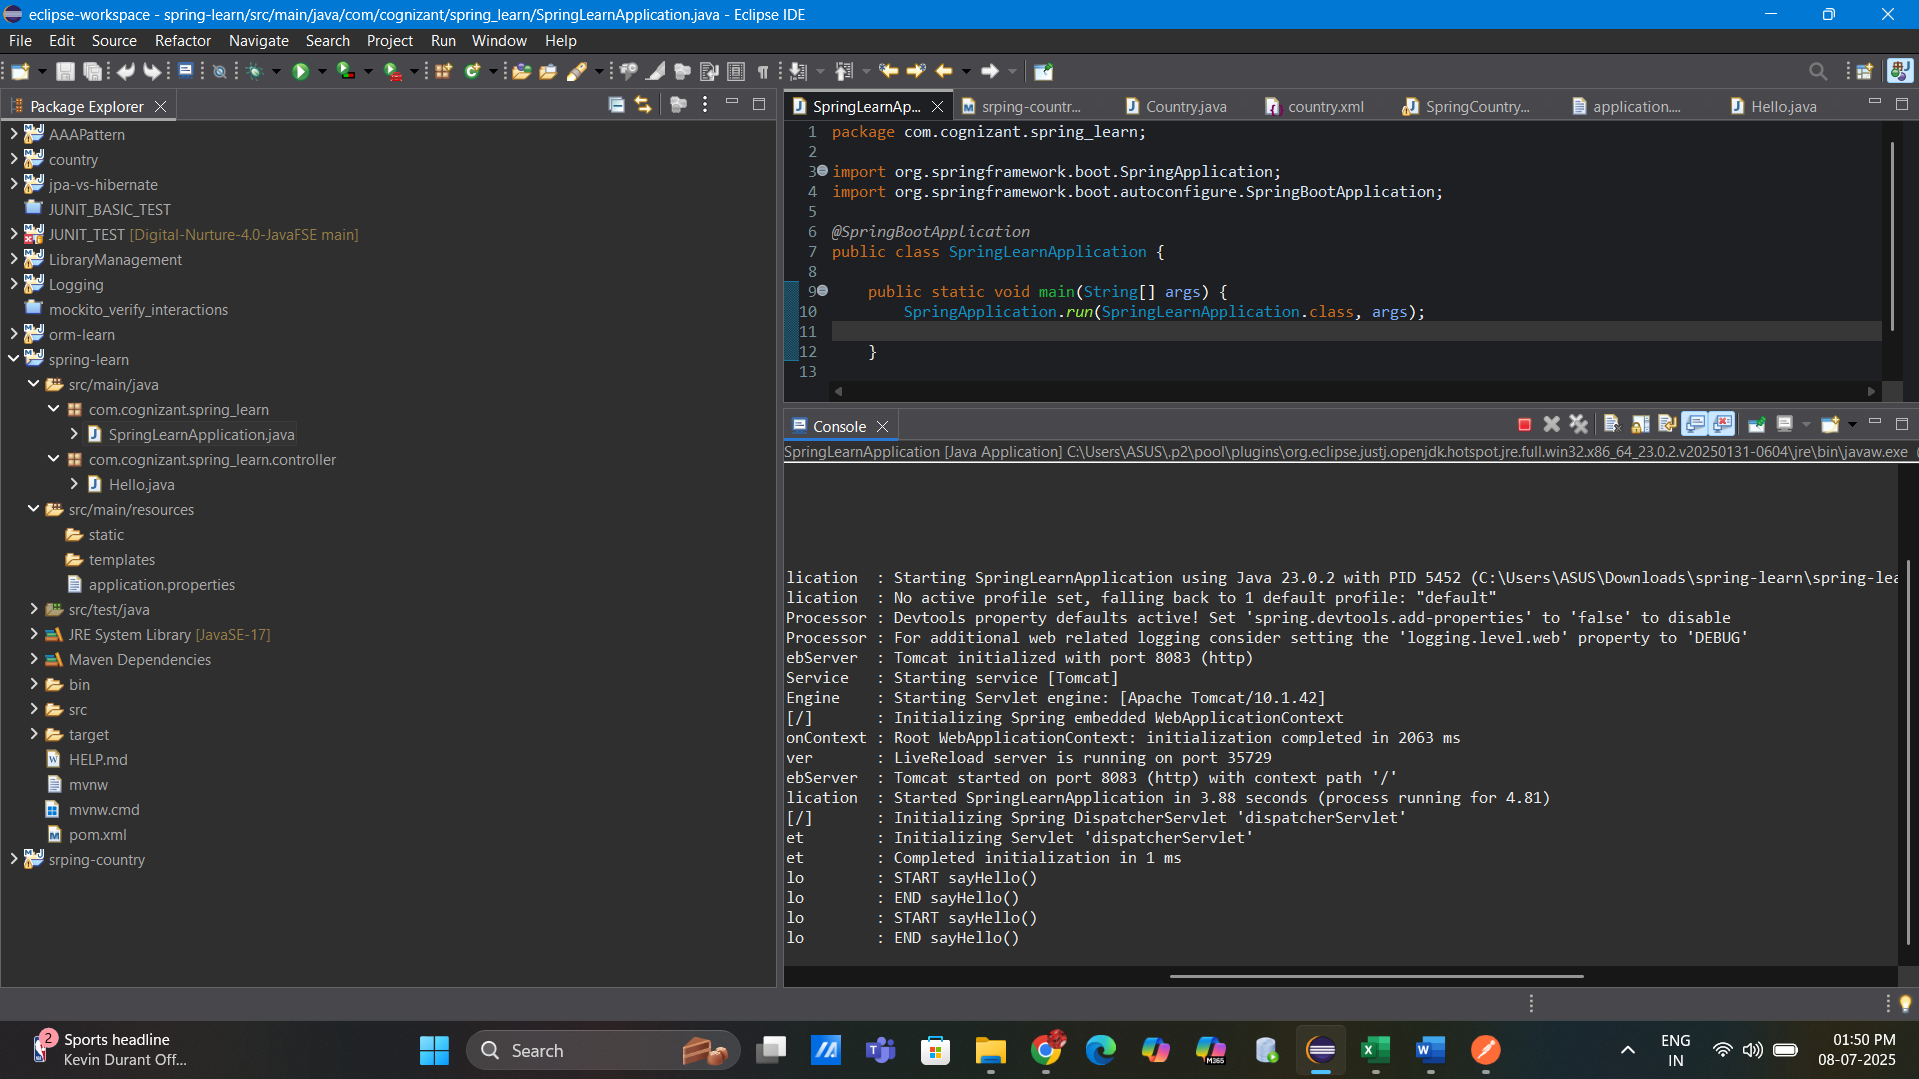 eclipse-workspace - spring-learn/src/main/java/com/cognizant/spring_learn/SpringLearnApplication.java - Eclipse IDE
File Edit Source Refactor Navigate Search Project Run Window Help
Package Explorer
AAAPattern
country
jpa-vs-hibernate
JUNIT_BASIC_TEST
JUNIT_TEST [Digital-Nurture-4.0-JavaFSE main]
LibraryManagement
Logging
mockito_verify_interactions
orm-learn
spring-learn
src/main/java
com.cognizant.spring_learn
SpringLearnApplication.java
com.cognizant.spring_learn.controller
Hello.java
src/main/resources
static
templates
application.properties
src/test/java
JRE System Library [JavaSE-17]
Maven Dependencies
bin
src
target
HELP.md
mvnw
mvnw.cmd
pom.xml
srping-country
SpringLearnAp... srping-countr... Country.java country.xml SpringCountry... application.... Hello.java
1 package com.cognizant.spring_learn;
2
3 import org.springframework.boot.SpringApplication;
4 import org.springframework.boot.autoconfigure.SpringBootApplication;
5
6 @SpringBootApplication
7 public class SpringLearnApplication {
8
9 public static void main(String[] args) {
10 SpringApplication.run(SpringLearnApplication.class, args);
11
12 }
13
Console
SpringLearnApplication [Java Application] C:\Users\ASUS\.p2\pool\plugins\org.eclipse.justj.openjdk.hotspot.jre.full.win32.x86_64_23.0.2.v20250131-0604\jre\bin\javaw.exe (
lication : Starting SpringLearnApplication using Java 23.0.2 with PID 5452 (C:\Users\ASUS\Downloads\spring-learn\spring-lea
lication : No active profile set, falling back to 1 default profile: "default"
Processor : Devtools property defaults active! Set 'spring.devtools.add-properties' to 'false' to disable
Processor : For additional web related logging consider setting the 'logging.level.web' property to 'DEBUG'
ebServer : Tomcat initialized with port 8083 (http)
Service : Starting service [Tomcat]
Engine : Starting Servlet engine: [Apache Tomcat/10.1.42]
[/] : Initializing Spring embedded WebApplicationContext
onContext : Root WebApplicationContext: initialization completed in 2063 ms
ver : LiveReload server is running on port 35729
ebServer : Tomcat started on port 8083 (http) with context path '/'
lication : Started SpringLearnApplication in 3.88 seconds (process running for 4.81)
[/] : Initializing Spring DispatcherServlet 'dispatcherServlet'
et : Initializing Servlet 'dispatcherServlet'
et : Completed initialization in 1 ms
lo : START sayHello()
lo : END sayHello()
lo : START sayHello()
lo : END sayHello()
2
Sports headline
Kevin Durant Off...
Search
M365
ENG
IN
01:50 PM
08-07-2025